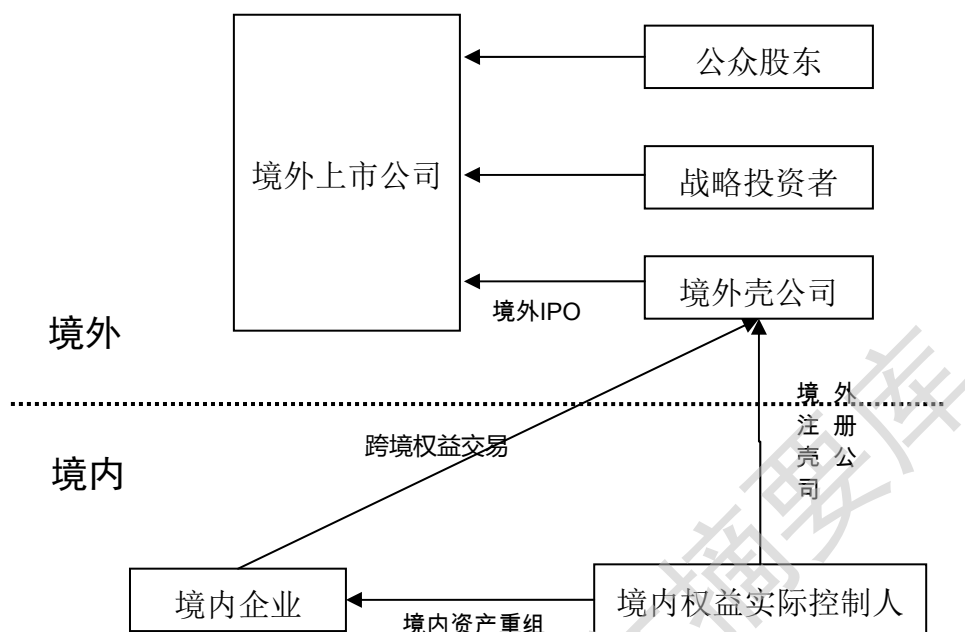 公众股东
境外上市公司
战略投资者
境外壳公司
境外IPO
境外
境 外
注 册
壳 公
司
跨境权益交易
境内
境内企业
境内权益实际控制人
境内资产重组
摘要库